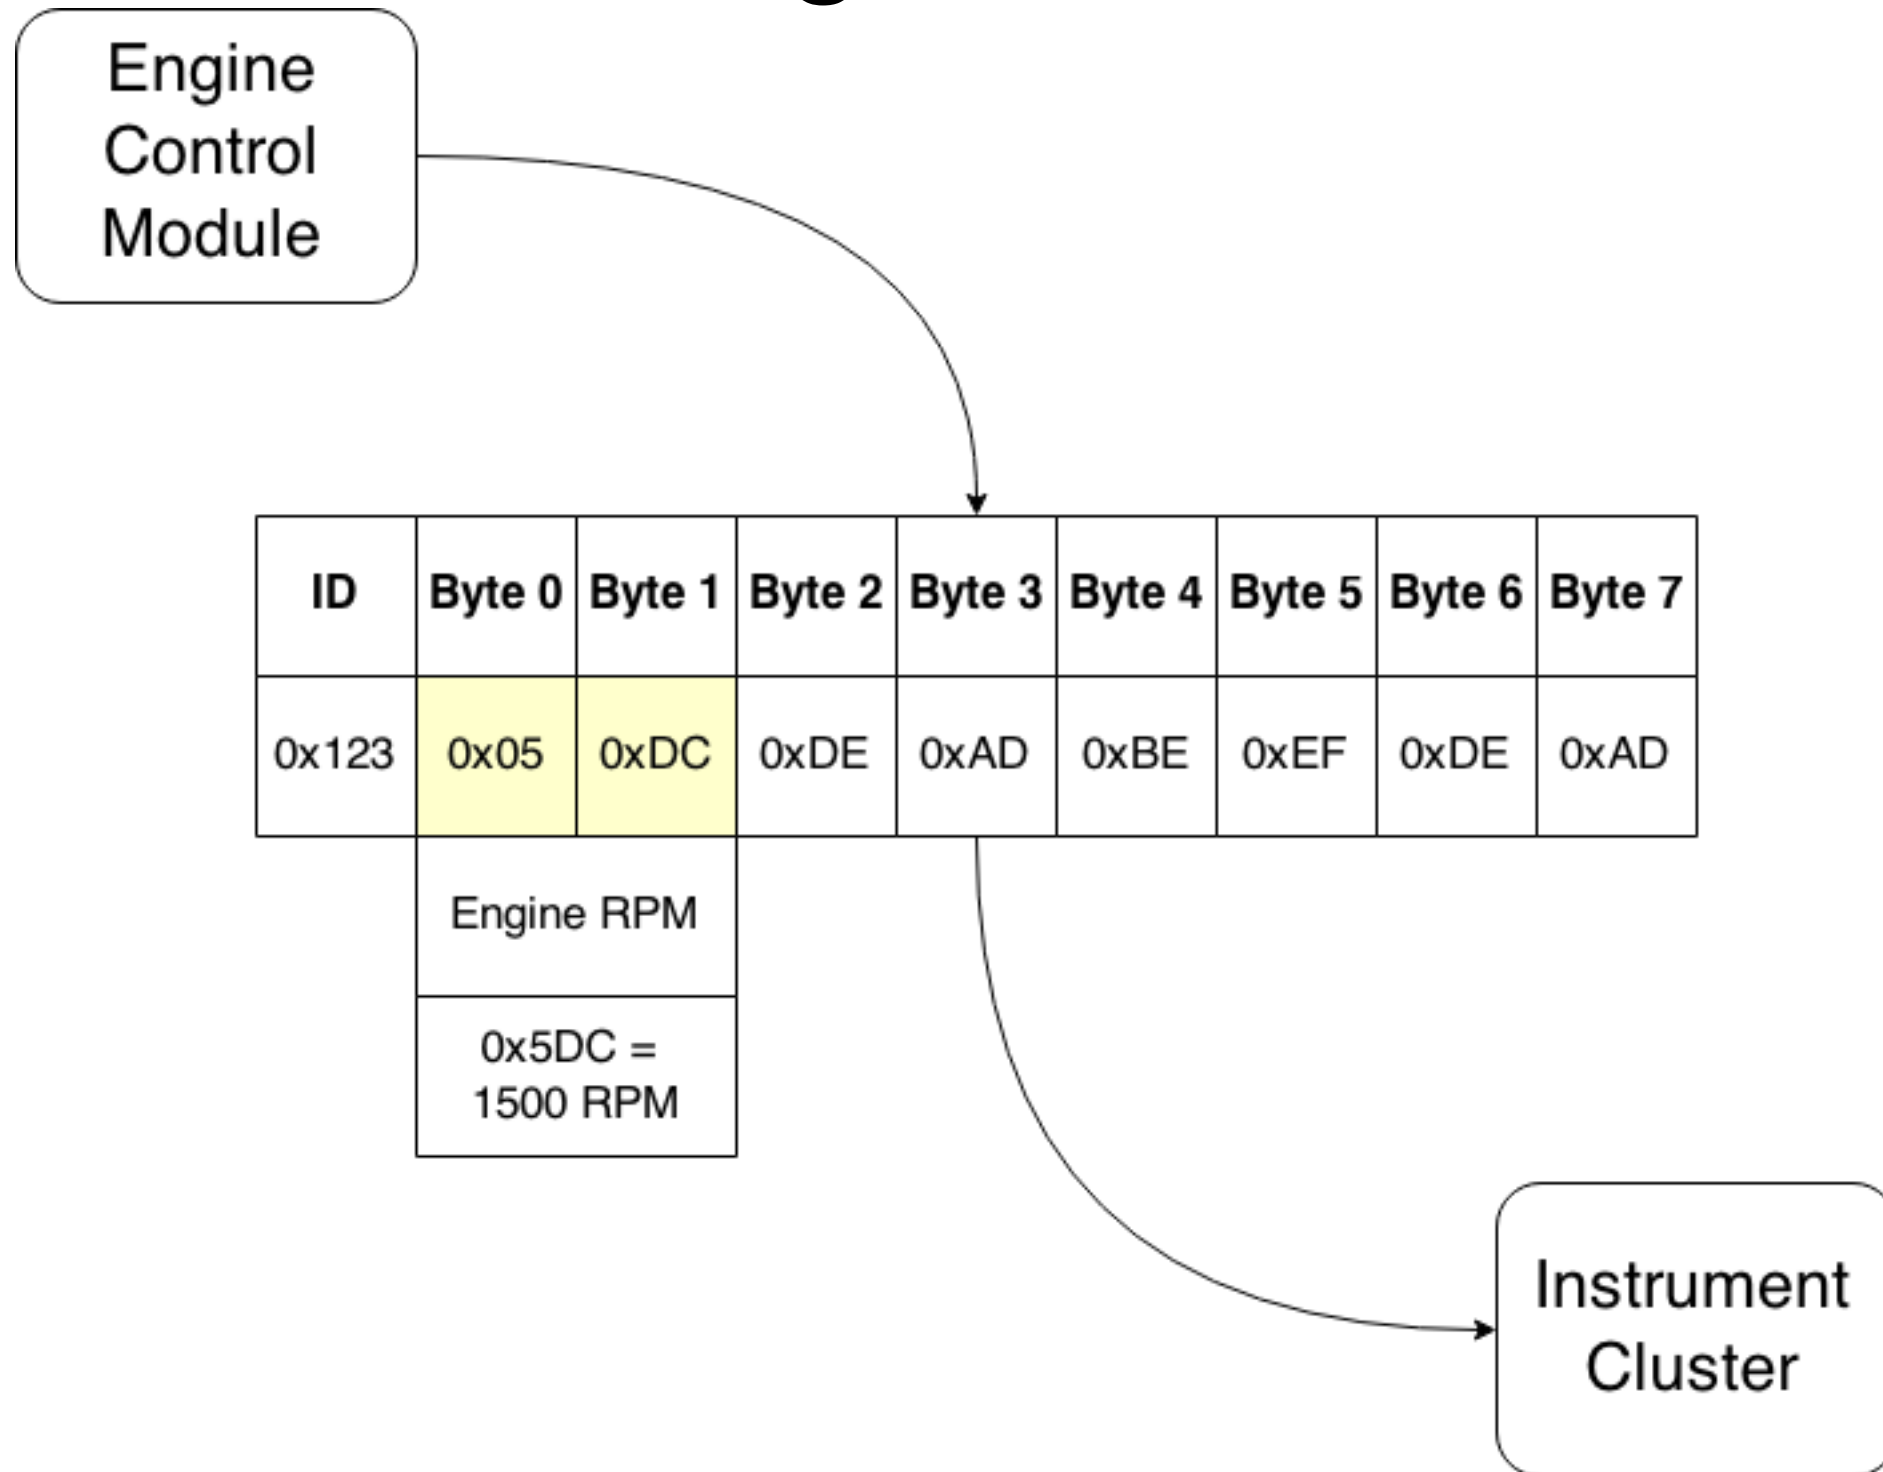 Engine
Control
Module
ID Byte 0 Byte 1 Byte 2 Byte 3 Byte 4 Byte 5 Byte 6 Byte 7
0x123 0x05 0xDC 0xDE 0xAD 0xBE 0xEF 0xDE 0xAD
Engine RPM
0x5DC =
1500 RPM
Instrument
Cluster